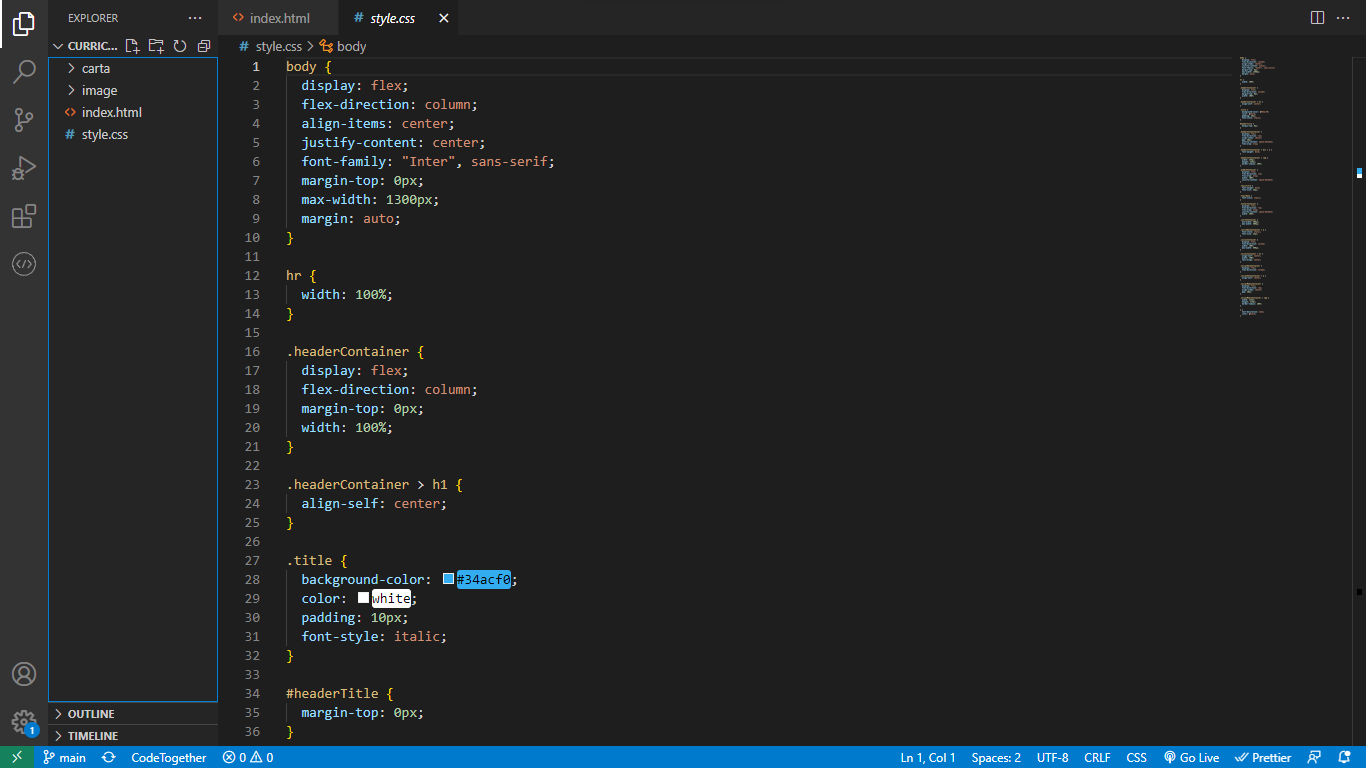 EXPLORER
index.html
# style.css
CURRIC...
# style.css > body
carta
image
index.html
# style.css
1 body {
2 display: flex;
3 flex-direction: column;
4 align-items: center;
5 justify-content: center;
6 font-family: "Inter", sans-serif;
7 margin-top: 0px;
8 max-width: 1300px;
9 margin: auto;
10 }
11
12 hr {
13 width: 100%;
14 }
15
16 .headerContainer {
17 display: flex;
18 flex-direction: column;
19 margin-top: 0px;
20 width: 100%;
21 }
22
23 .headerContainer > h1 {
24 align-self: center;
25 }
26
27 .title {
28 background-color: #34acf0;
29 color: white;
30 padding: 10px;
31 font-style: italic;
32 }
33
34 #headerTitle {
35 margin-top: 0px;
36 }
OUTLINE
TIMELINE
1
main
CodeTogether
0 0
Ln 1, Col 1
Spaces: 2
UTF-8
CRLF
CSS
Go Live
Prettier